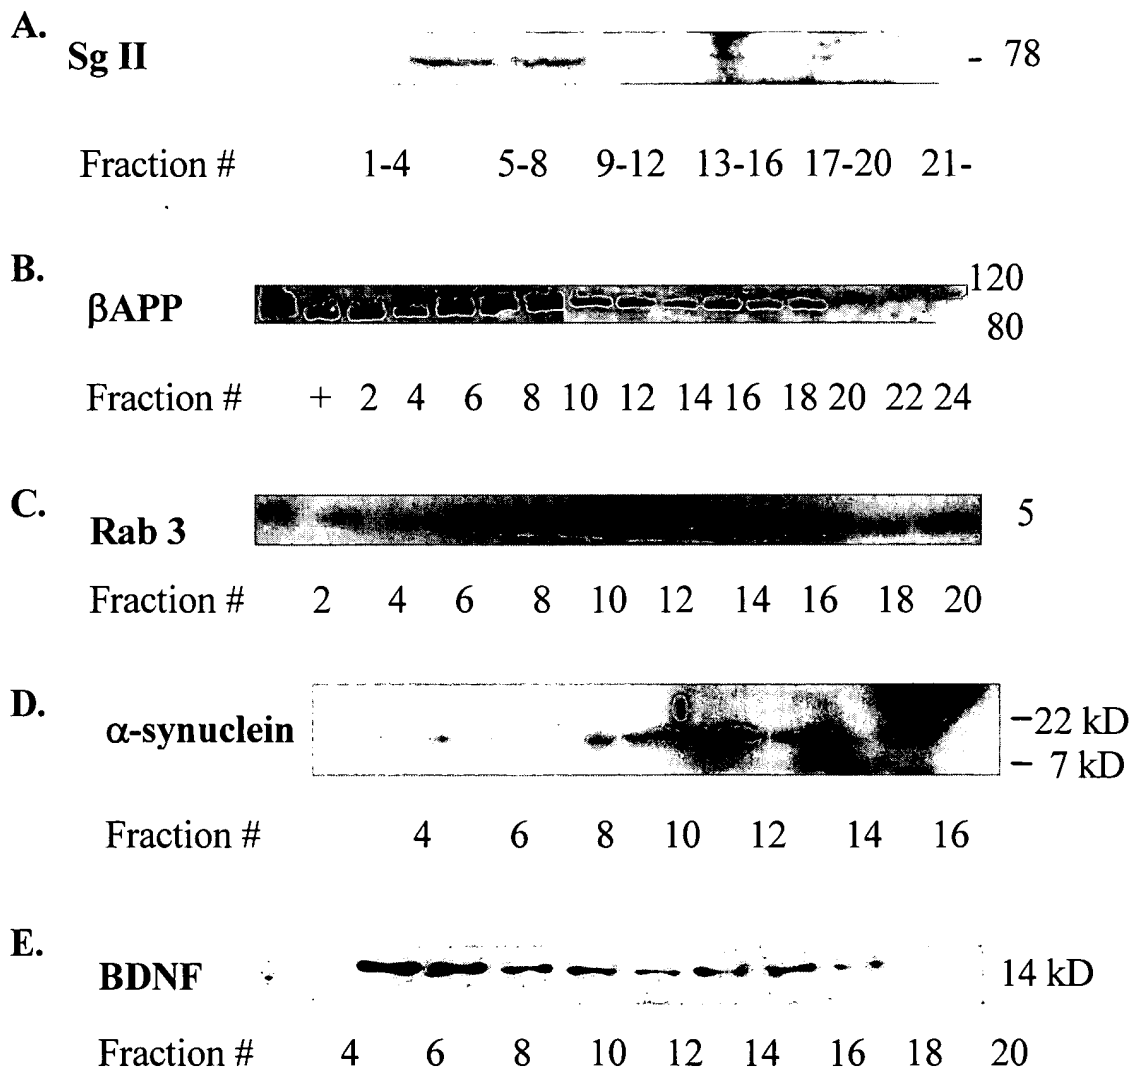 A.
Sg II
- 78
Fraction # 1-4 5-8 9-12 13-16 17-20 21-
B.
βAPP
120
80
Fraction # + 2 4 6 8 10 12 14 16 18 20 22 24
C.
Rab 3
5
Fraction # 2 4 6 8 10 12 14 16 18 20
D.
α-synuclein
–22 kD
– 7 kD
Fraction # 4 6 8 10 12 14 16
E.
BDNF
14 kD
Fraction # 4 6 8 10 12 14 16 18 20